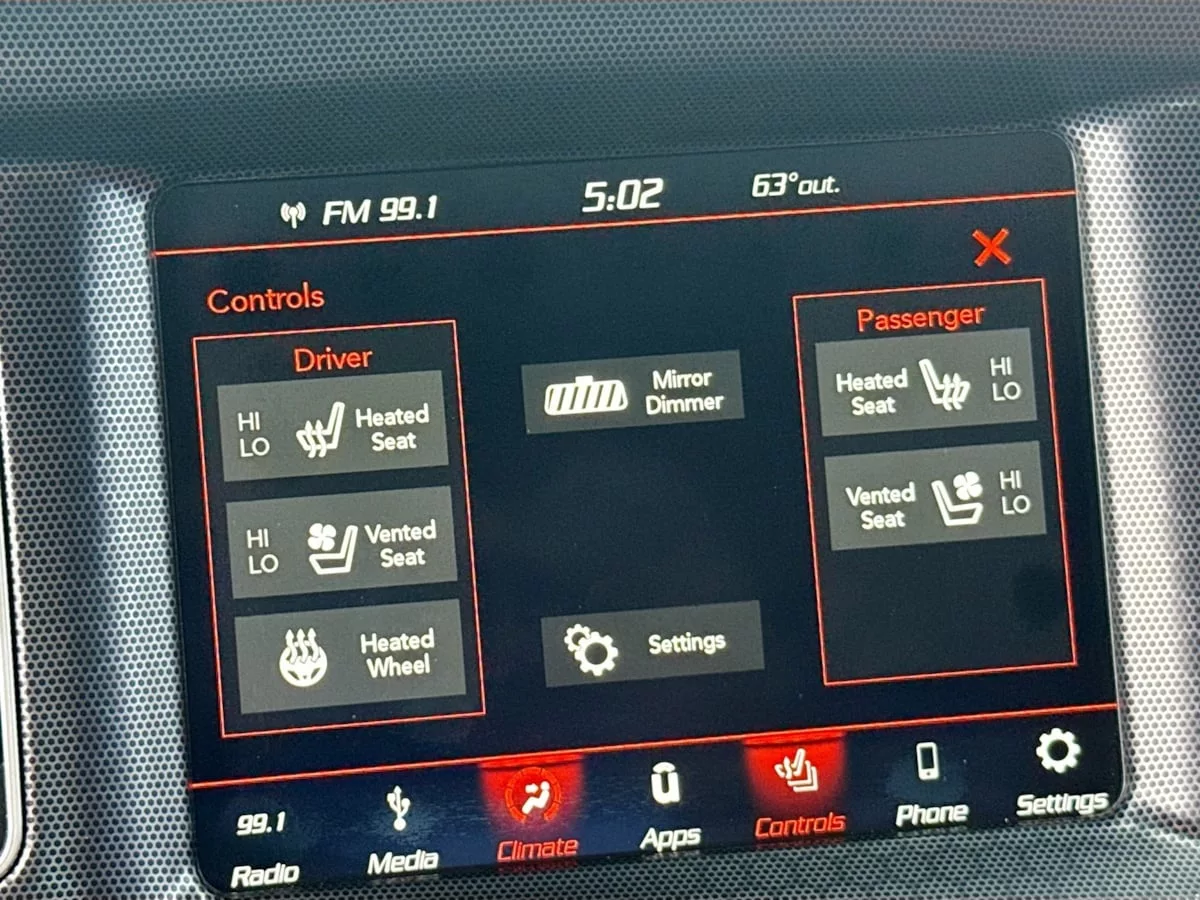 FM 99.1
5:02
63° out.
Controls
Driver
HI
LO
Heated
Seat
HI
LO
Vented
Seat
Heated
Wheel
Mirror
Dimmer
Settings
Passenger
Heated
Seat
HI
LO
Vented
Seat
HI
LO
99.1
Radio
Media
Climate
Apps
Controls
Phone
Settings